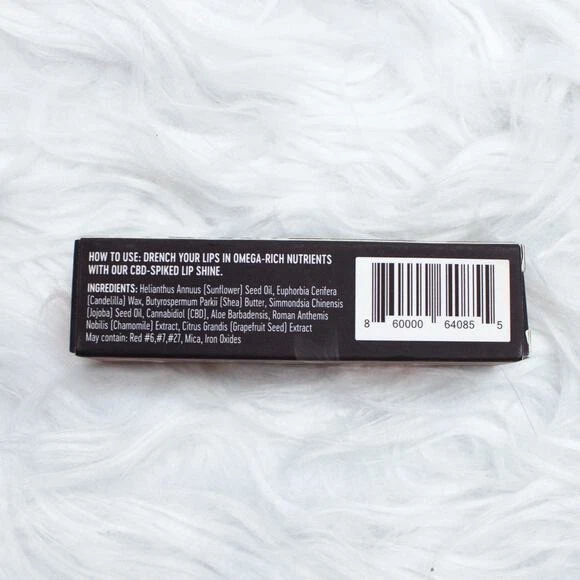 HOW TO USE: DRENCH YOUR LIPS IN OMEGA-RICH NUTRIENTS
WITH OUR CBD-SPIKED LIP SHINE.
INGREDIENTS: Helianthus Annuus (Sunflower) Seed Oil, Euphorbia Cerifera
(Candelilla) Wax, Butyrospermum Parkii (Shea) Butter, Simmondsia Chinensis
(Jojoba) Seed Oil, Cannabidiol (CBD), Aloe Barbadensis, Roman Anthemis
Nobilis (Chamomile) Extract, Citrus Grandis (Grapefruit Seed) Extract
May contain: Red #6,#7,#27, Mica, Iron Oxides
8 60000 64085 5